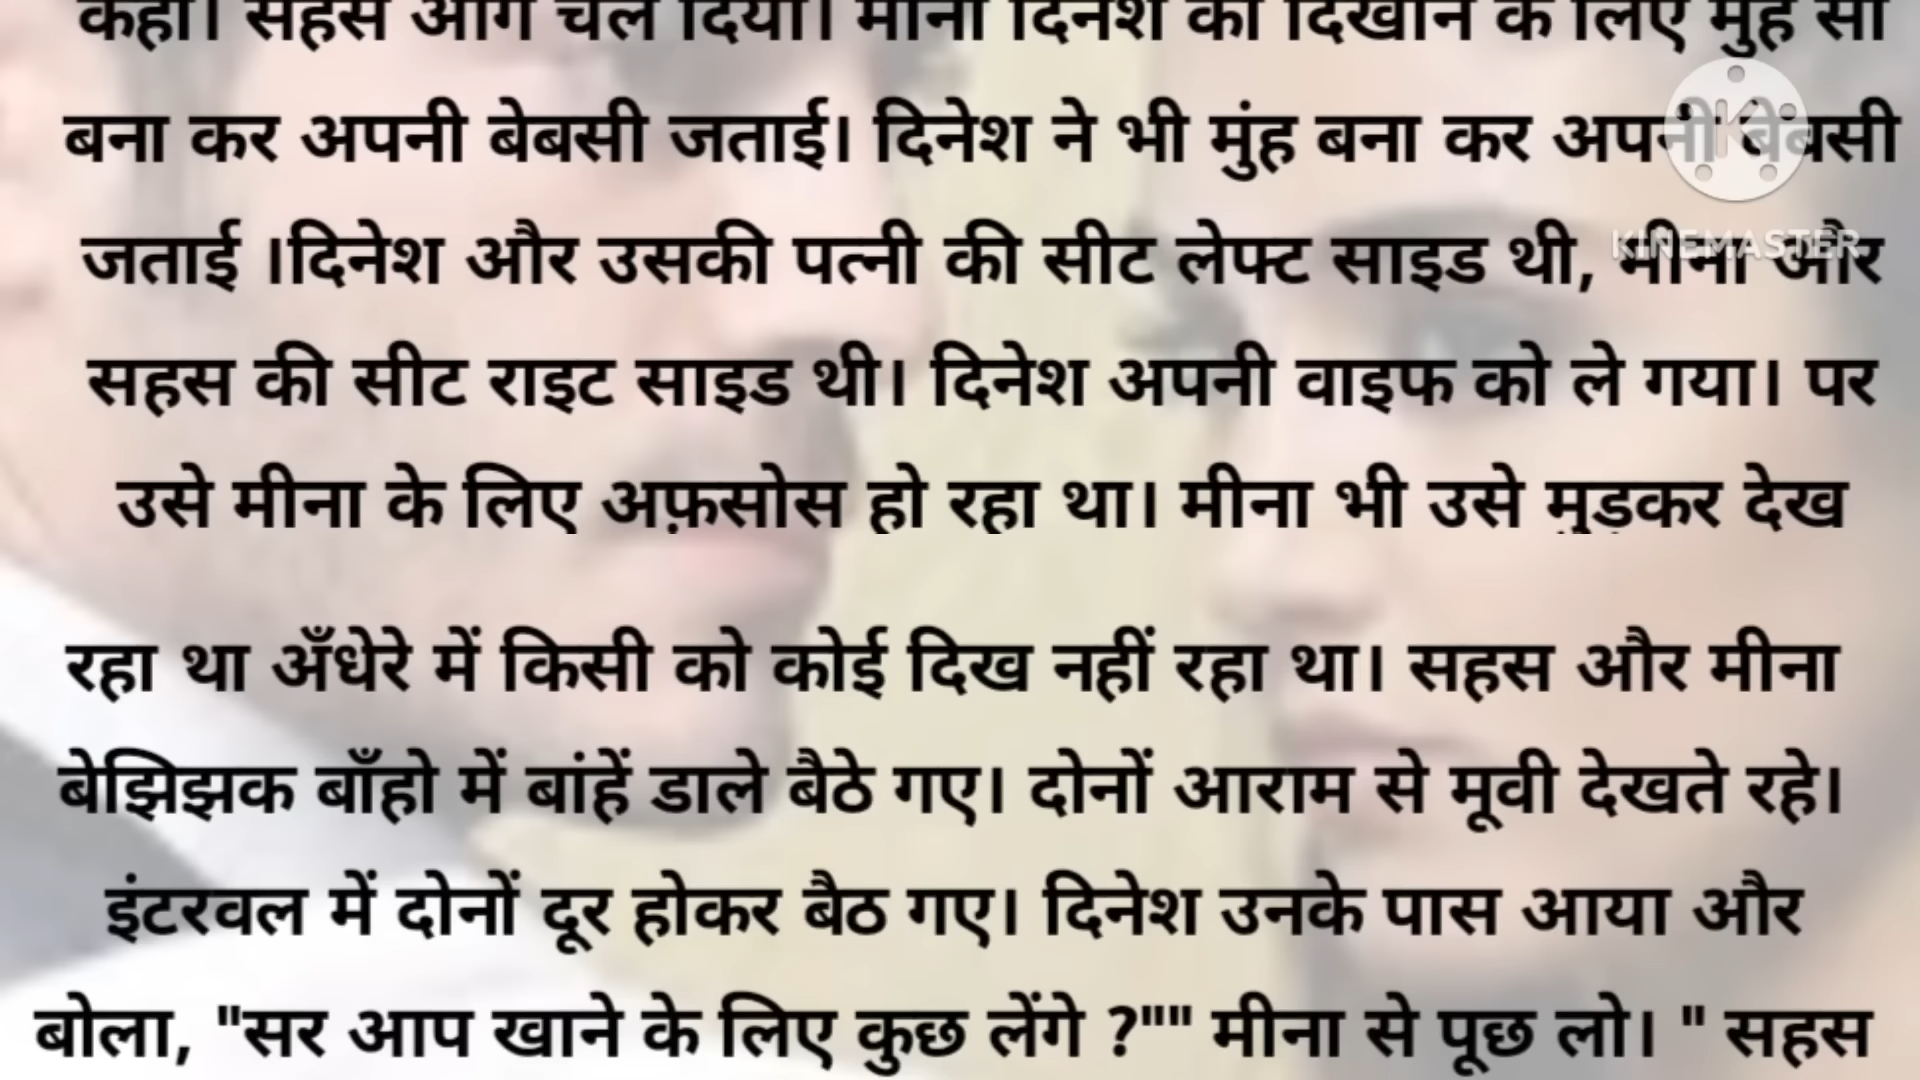 कहा। सहस आगे चल दिया। मीना दिनेश को दिखाने के लिए मुंह सा
बना कर अपनी बेबसी जताई। दिनेश ने भी मुंह बना कर अपनी बेबसी
जताई ।दिनेश और उसकी पत्नी की सीट लेफ्ट साइड थी, मीना और
सहस की सीट राइट साइड थी। दिनेश अपनी वाइफ को ले गया। पर
उसे मीना के लिए अफ़सोस हो रहा था। मीना भी उसे मुड़कर देख
रहा था अँधेरे में किसी को कोई दिख नहीं रहा था। सहस और मीना
बेझिझक बाँहो में बांहें डाले बैठे गए। दोनों आराम से मूवी देखते रहे।
इंटरवल में दोनों दूर होकर बैठ गए। दिनेश उनके पास आया और
बोला, "सर आप खाने के लिए कुछ लेंगे ?"" मीना से पूछ लो। " सहस
KINEMASTER